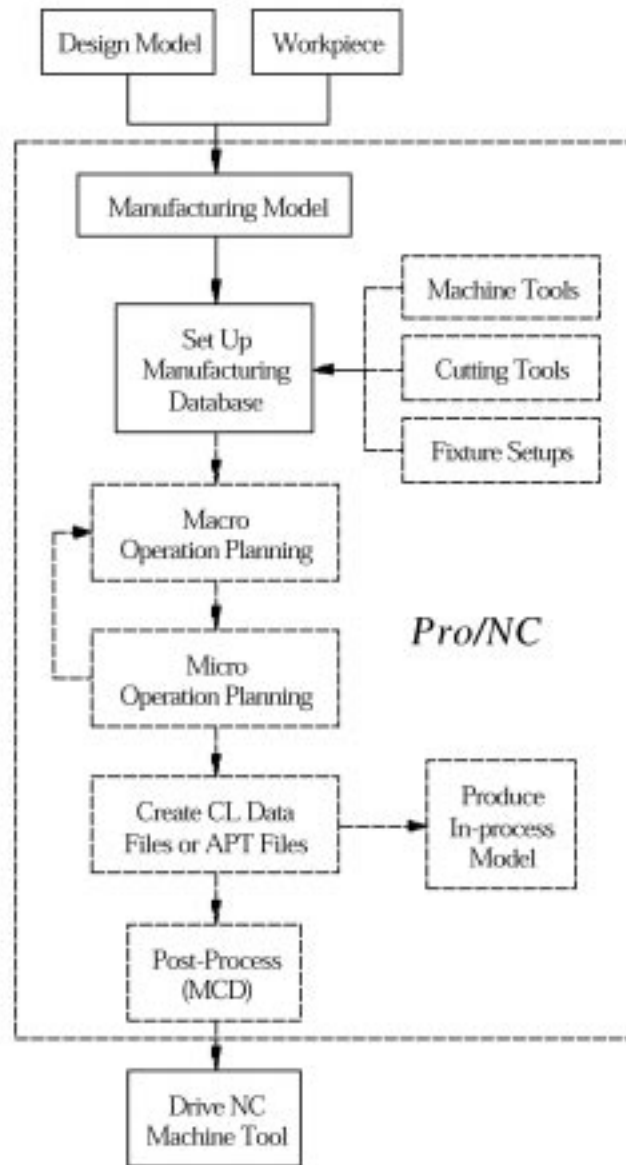 Design Model
Workpiece
Manufacturing Model
Set Up
Manufacturing
Database
Machine Tools
Cutting Tools
Fixture Setups
Macro
Operation Planning
Micro
Operation Planning
Pro/NC
Create CL Data
Files or APT Files
Produce
In-process
Model
Post-Process
(MCD)
Drive NC
Machine Tool